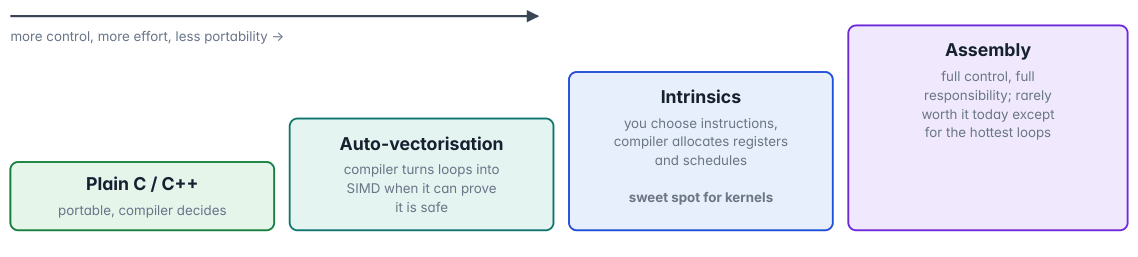 more control, more effort, less portability →
Plain C / C++
portable, compiler decides
Auto-vectorisation
compiler turns loops into
SIMD when it can prove
it is safe
Intrinsics
you choose instructions,
compiler allocates registers
and schedules
sweet spot for kernels
Assembly
full control, full
responsibility; rarely
worth it today except
for the hottest loops